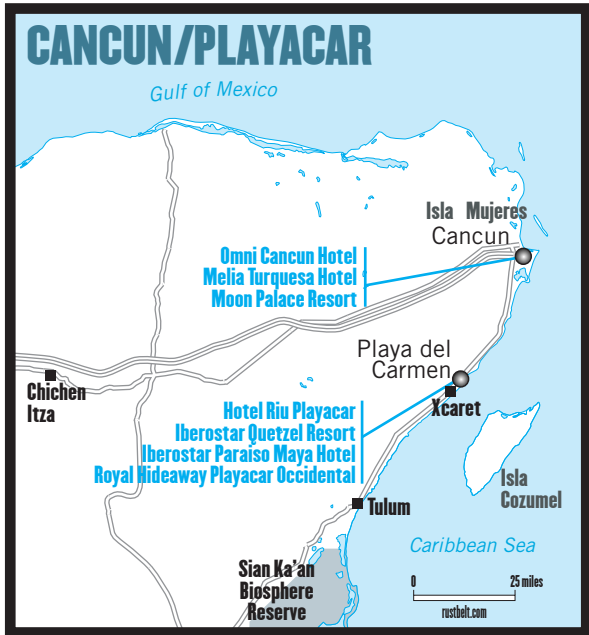 CANCUN/PLAYACAR
Gulf of Mexico
Isla Mujeres
Cancun
Omni Cancun Hotel
Melia Turquesa Hotel
Moon Palace Resort
Playa del
Carmen
Chichen
Itza
Xcaret
Hotel Riu Playacar
Iberostar Quetzel Resort
Iberostar Paraiso Maya Hotel
Royal Hideaway Playacar Occidental
Isla
Cozumel
Tulum
Caribbean Sea
Sian Ka'an
Biosphere
Reserve
0 25 miles
rustbelt.com